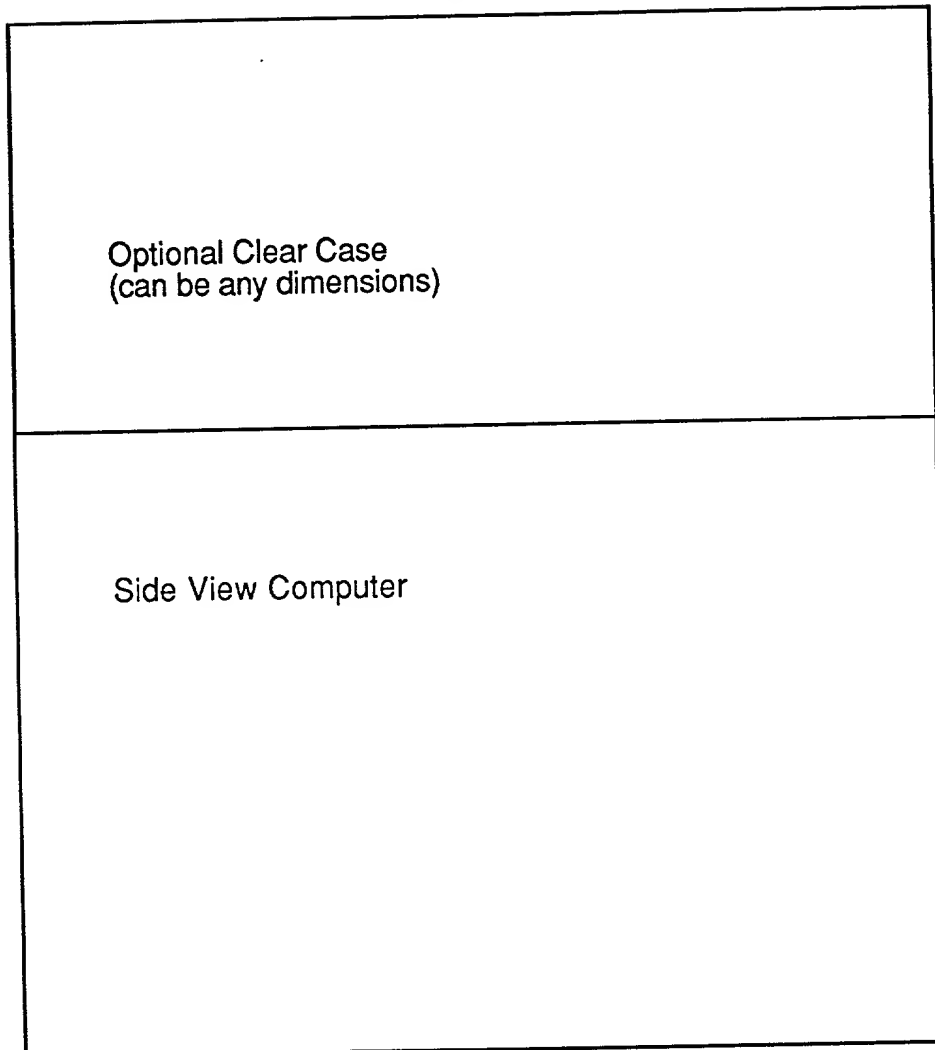 Optional Clear Case
(can be any dimensions)
Side View Computer